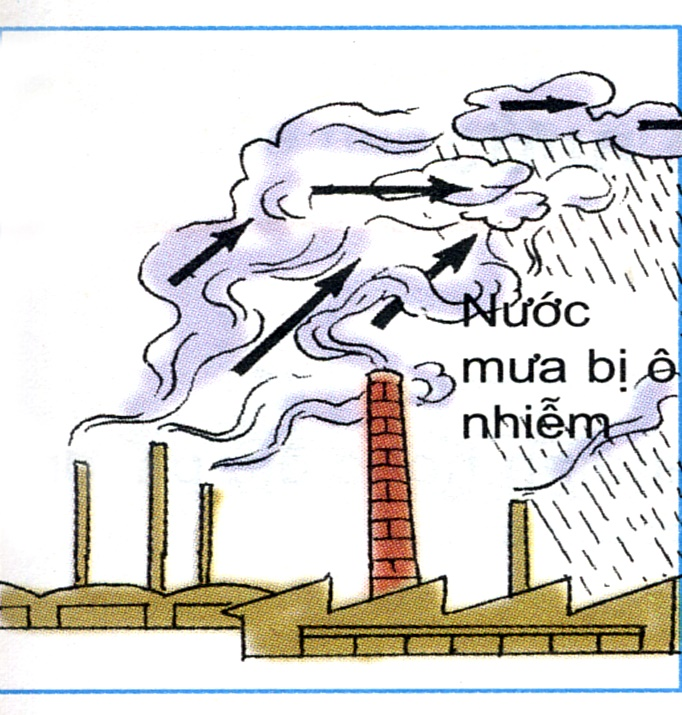 Nước
mưa bị ô
nhiễm